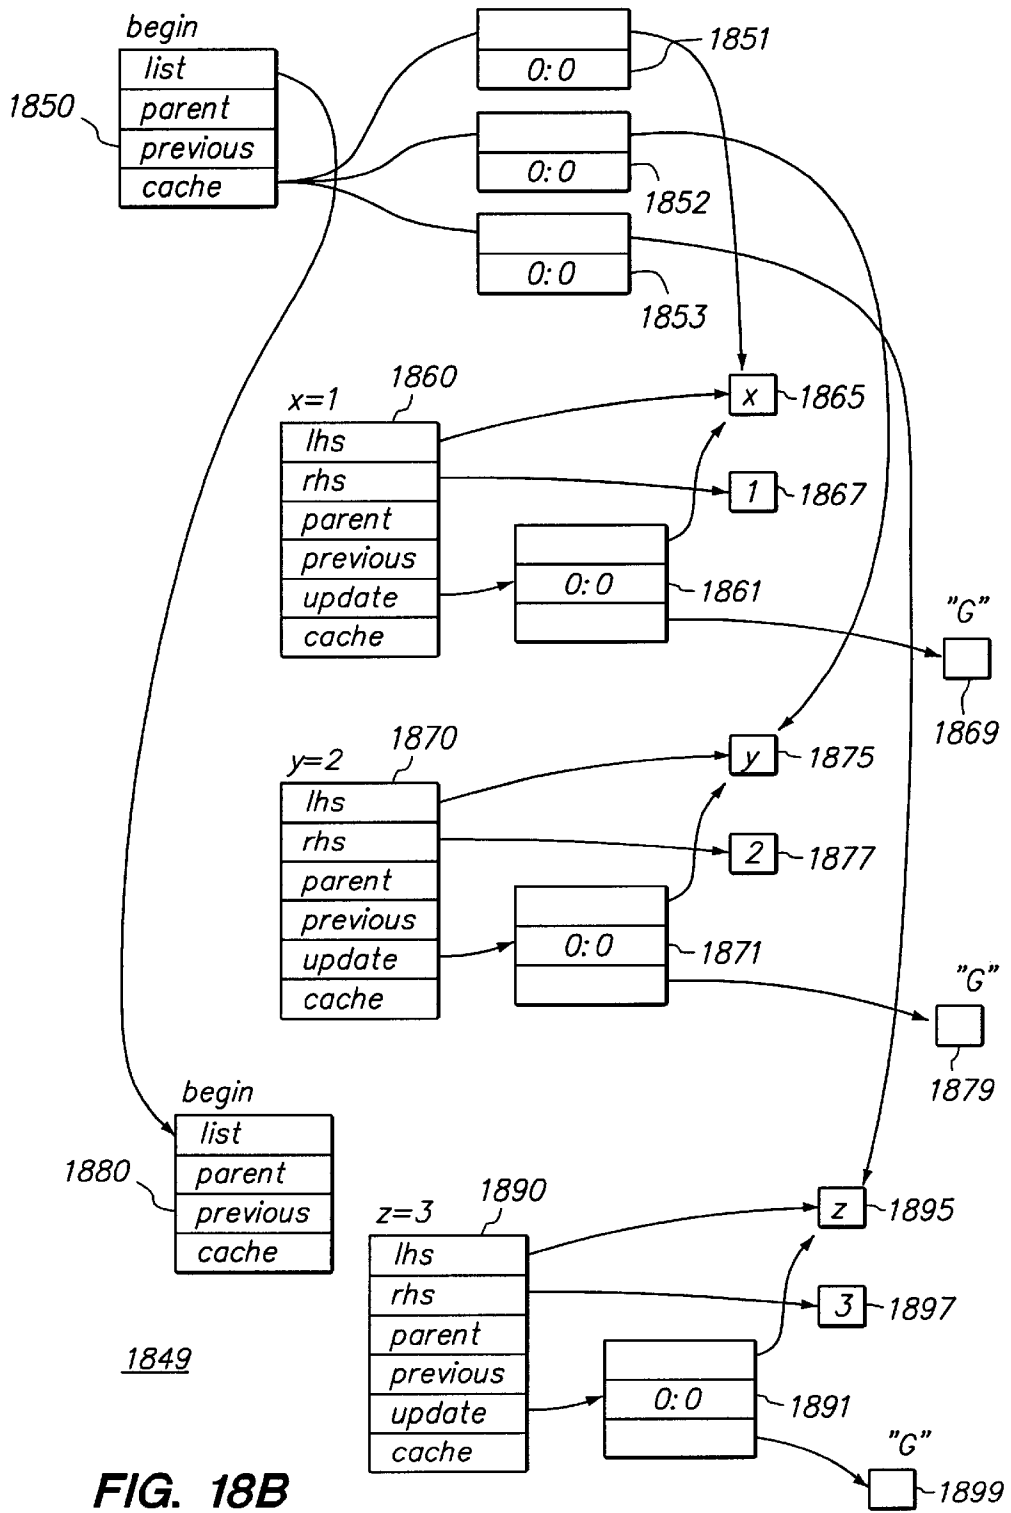 begin
list
parent
previous
cache
1850
0:0
1851
0:0
1852
0:0
1853
x=1
1860
lhs
rhs
parent
previous
update
cache
x
1865
1
1867
0:0
1861
"G"
1869
y=2
1870
lhs
rhs
parent
previous
update
cache
y
1875
2
1877
0:0
1871
"G"
1879
begin
list
parent
previous
cache
1880
z=3
1890
lhs
rhs
parent
previous
update
cache
z
1895
3
1897
0:0
1891
"G"
1899
1849
FIG. 18B